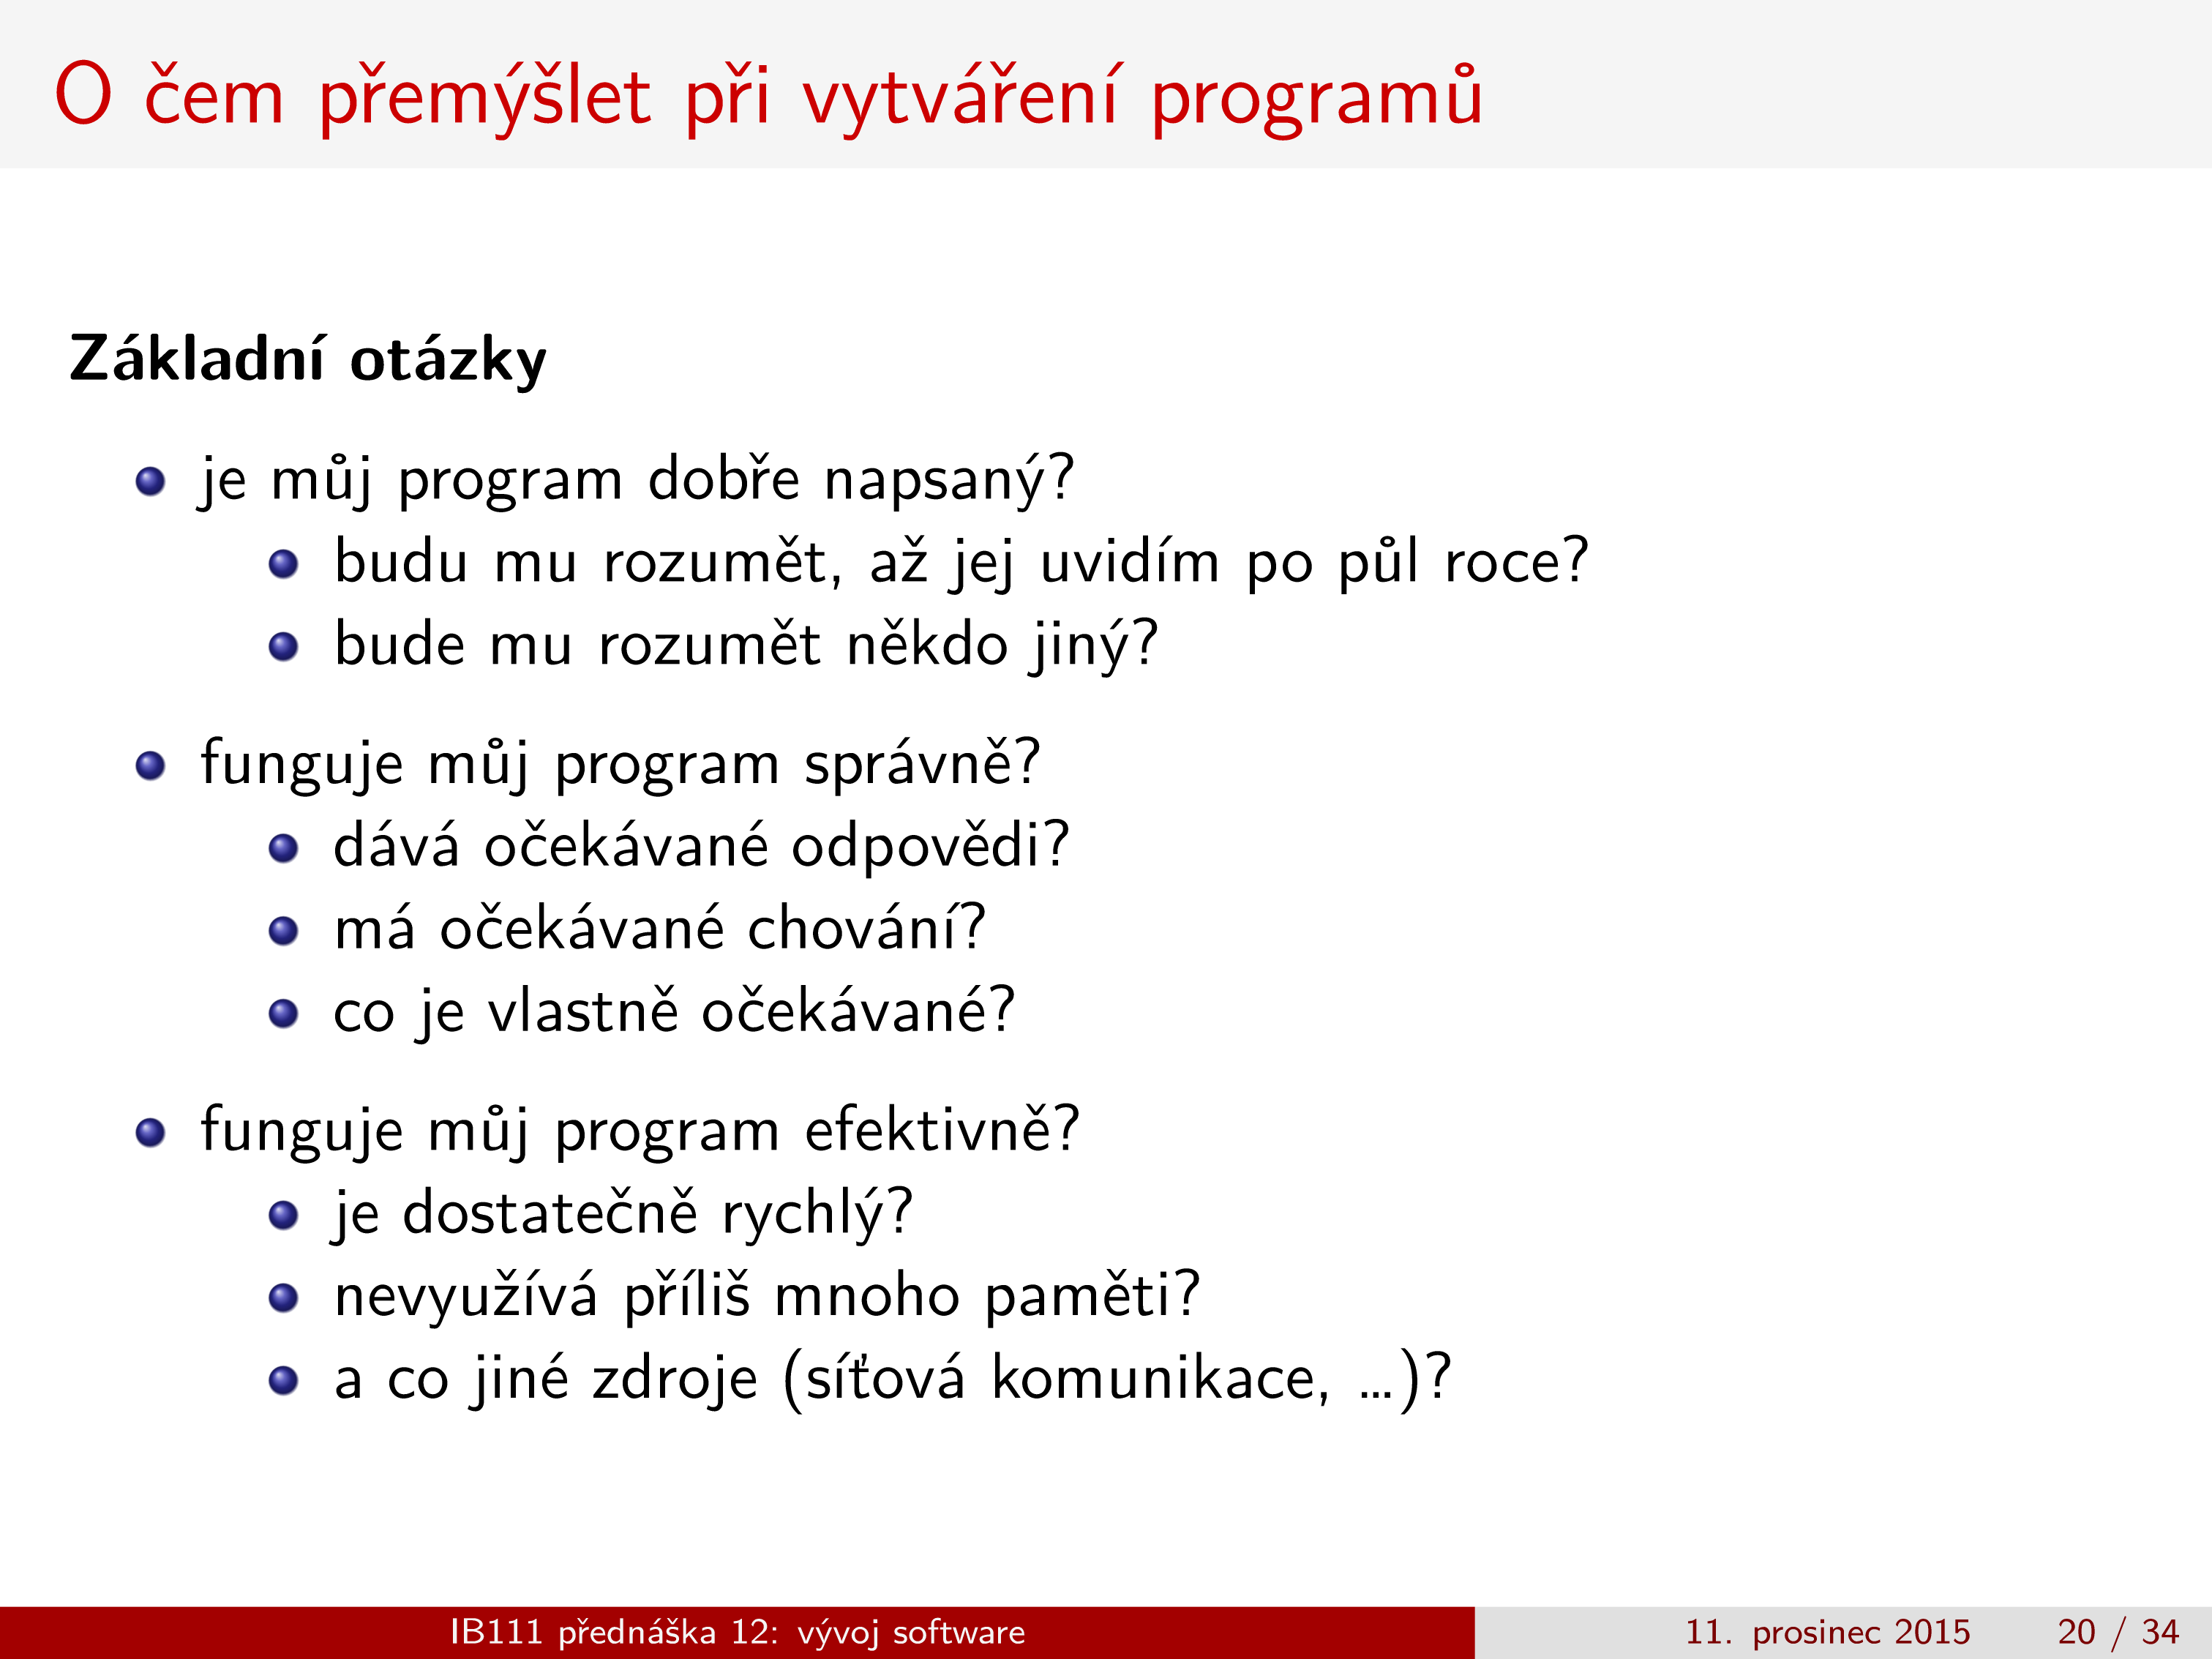 O čem přemýšlet při vytváření programů
Základní otázky
je můj program dobře napsaný?
budu mu rozumět, až jej uvidím po půl roce?
bude mu rozumět někdo jiný?
funguje můj program správně?
dává očekávané odpovědi?
má očekávané chování?
co je vlastně očekávané?
funguje můj program efektivně?
je dostatečně rychlý?
nevyužívá příliš mnoho paměti?
a co jiné zdroje (síťová komunikace, ...)?
IB111 přednáška 12: vývoj software 11. prosinec 2015 20 / 34